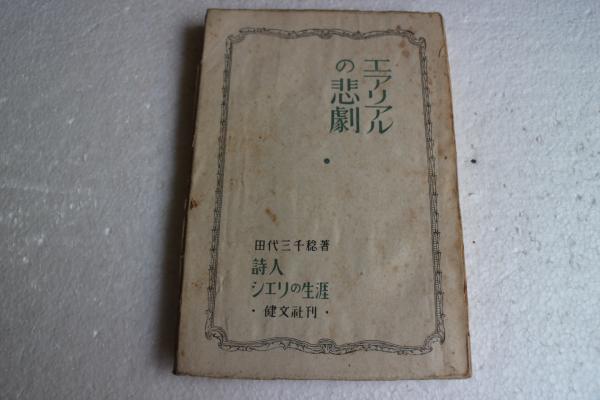 エアリアル
の悲劇
田代三千稔著
詩人
シエリの生涯
・健文社刊・